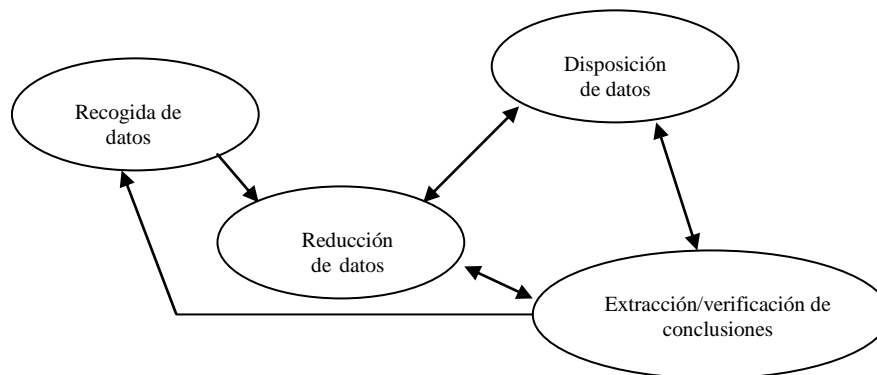 Recogida de
datos
Disposición
de datos
Reducción
de datos
Extracción/verificación de
conclusiones